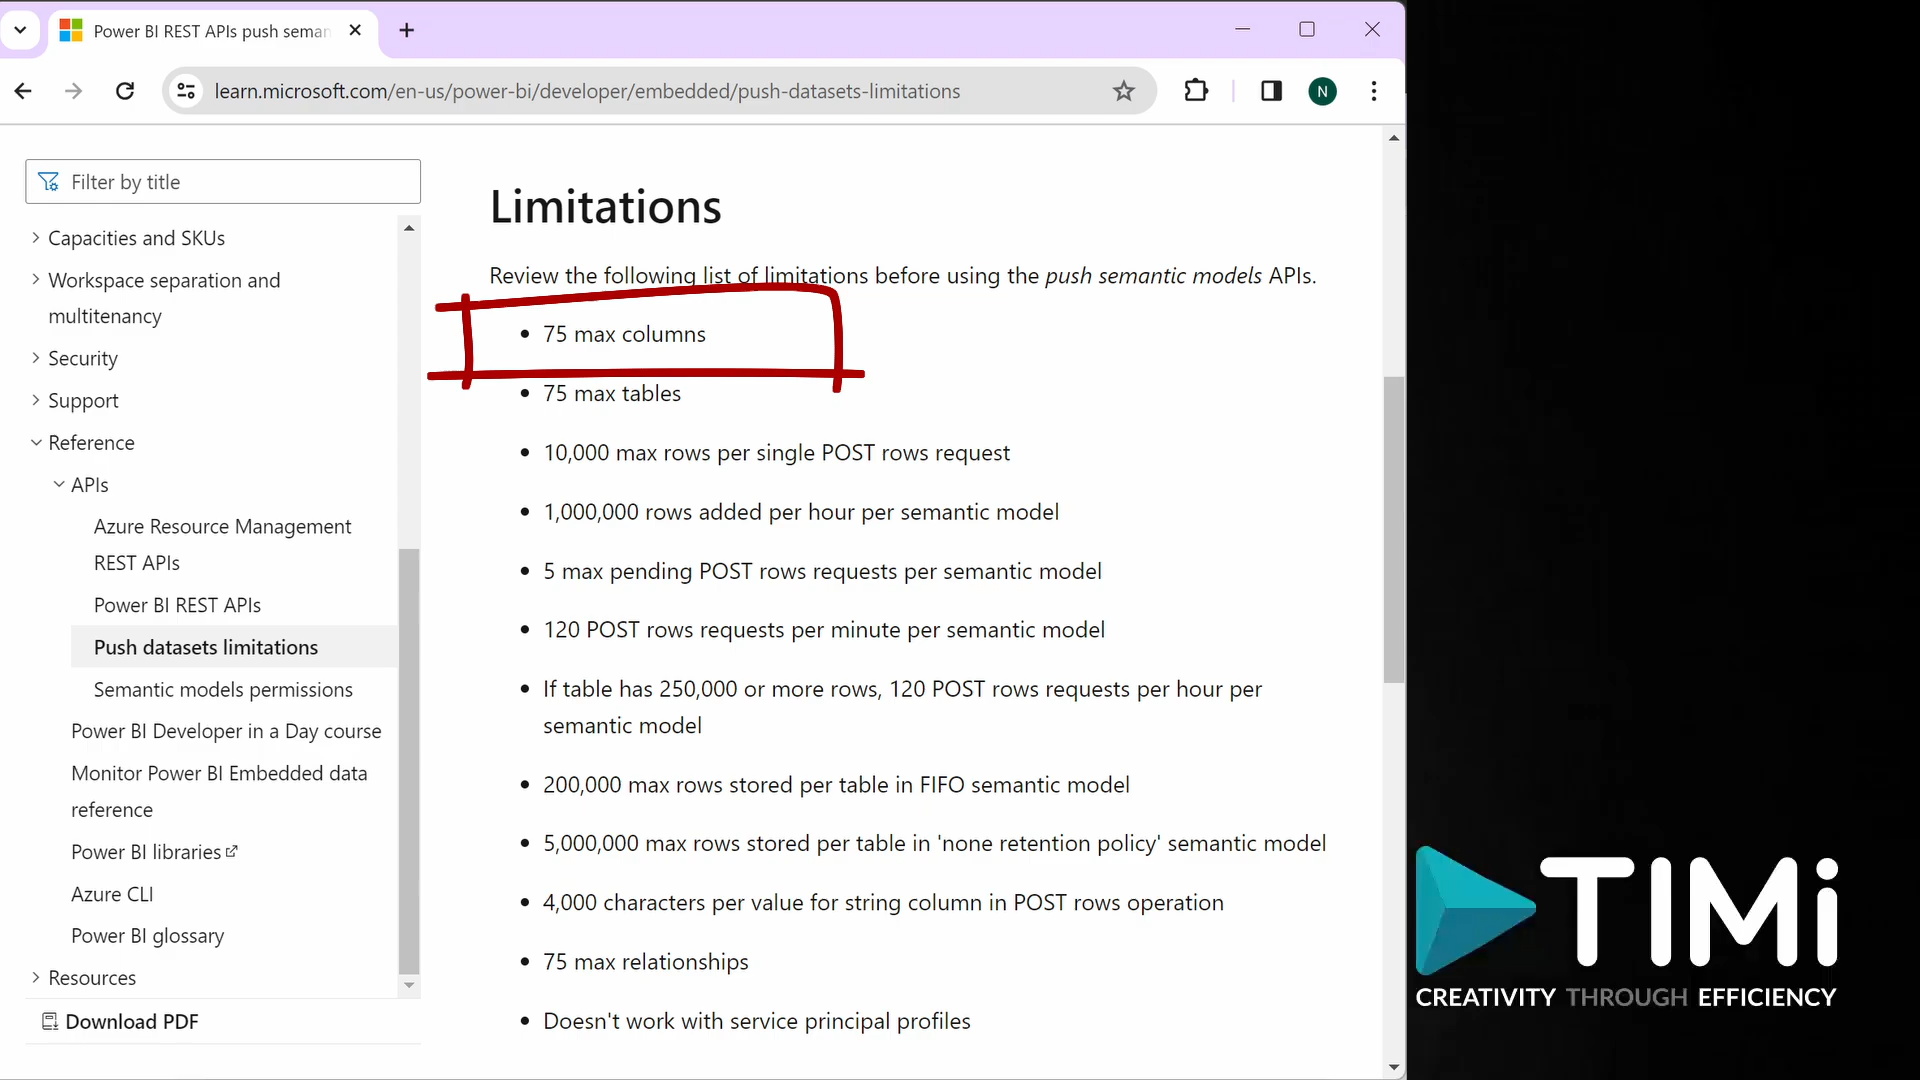 Power BI REST APIs push seman
learn.microsoft.com/en-us/power-bi/developer/embedded/push-datasets-limitations
N
Filter by title
Capacities and SKUs
Workspace separation and
multitenancy
Security
Support
Reference
APIs
Azure Resource Management
REST APIs
Power BI REST APIs
Push datasets limitations
Semantic models permissions
Power BI Developer in a Day course
Monitor Power BI Embedded data
reference
Power BI libraries
Azure CLI
Power BI glossary
Resources
Download PDF
Limitations
Review the following list of limitations before using the push semantic models APIs.
• 75 max columns
• 75 max tables
• 10,000 max rows per single POST rows request
• 1,000,000 rows added per hour per semantic model
• 5 max pending POST rows requests per semantic model
• 120 POST rows requests per minute per semantic model
• If table has 250,000 or more rows, 120 POST rows requests per hour per
semantic model
• 200,000 max rows stored per table in FIFO semantic model
• 5,000,000 max rows stored per table in 'none retention policy' semantic model
• 4,000 characters per value for string column in POST rows operation
• 75 max relationships
• Doesn't work with service principal profiles
TIMi
CREATIVITY THROUGH EFFICIENCY